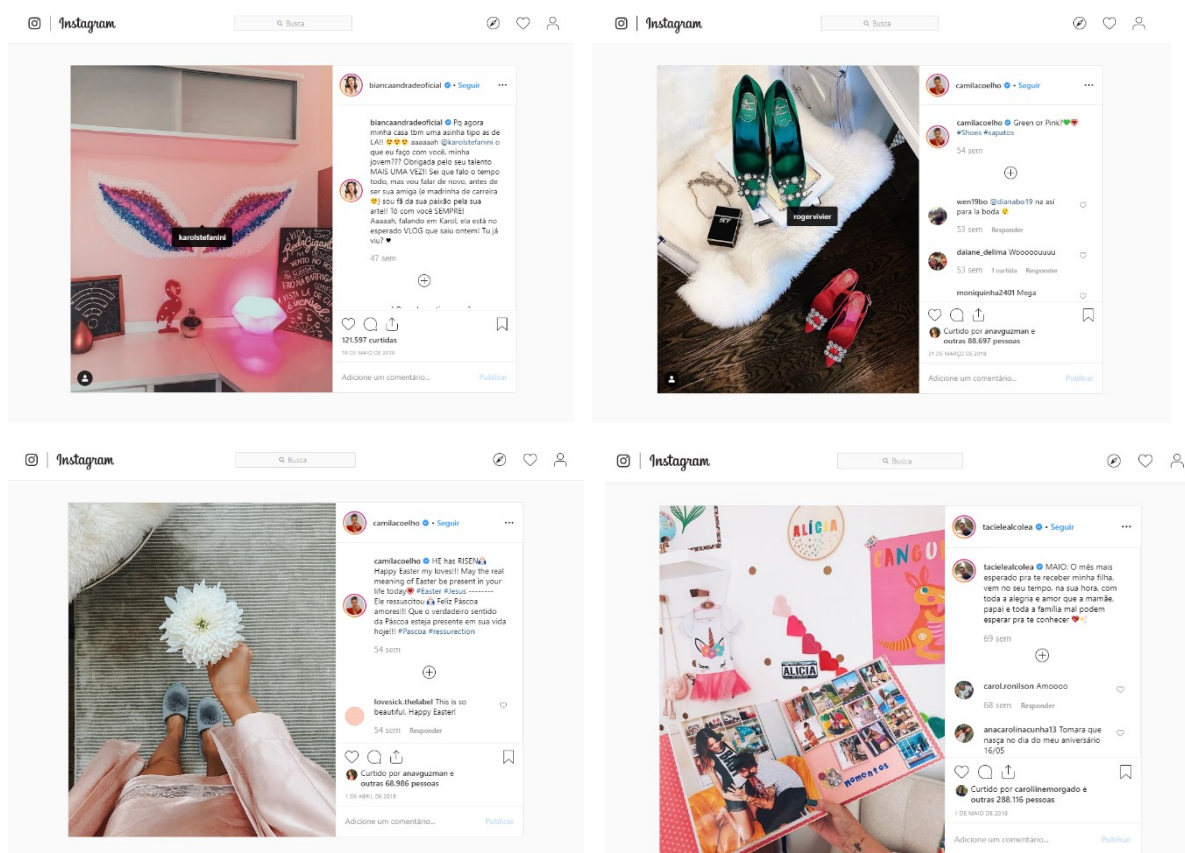 Instagram
Busca
biancaandradeoficial • Seguir
biancaandradeoficial Pq agora
minha casa tbm uma asinha tipo as de
LA!! 😍😍😍 aaaaaah @karolstefanini o
que eu faço com você, minha
jovem??? Obrigada pelo seu talento
MAIS UMA VEZ!! Sei que falo o tempo
todo, mas vou falar de novo, antes de
ser sua amiga (e madrinha de carreira
😍) sou fã da sua paixão pela sua
arte!! Tô com você SEMPRE!
Aaaaah, falando em Karol, ela está no
esperado VLOG que saiu ontem! Tu já
viu? ♥
47 sem
karolstefanini
121.597 curtidas
18 DE MAIO DE 2018
Adicione um comentário...
Publicar
Instagram
Busca
camilacoelho • Seguir
camilacoelho Green or Pink?💚💗
#Shoes #sapatos
54 sem
wen19bo @dianabo19 na así
para la boda
53 sem Responder
dalane_dellma Wooooouuuu
53 sem 1 curtida Responder
moniquinha2401 Mega
rogervivier
Curtido por anavguzman e
outras 88.697 pessoas
31 DE MARÇO DE 2018
Adicione um comentário...
Publicar
Instagram
Busca
camilacoelho • Seguir
camilacoelho HE has RISEN🙏
Happy Easter my loves!!! May the real
meaning of Easter be present in your
life today #Easter #Jesus --------
Ele ressuscitou 🙏 Feliz Páscoa
amores!!! Que o verdadeiro sentido
da Páscoa esteja presente em sua vida
hoje!!! #Pascoa #ressurection
54 sem
lovesick.thelabel This is so
beautiful. Happy Easter!
54 sem Responder
Curtido por anavguzman e
outras 68.986 pessoas
1 DE ABRIL DE 2018
Adicione um comentário...
Publicar
Instagram
Busca
tacielealcolea • Seguir
tacielealcolea MAIO: O mês mais
esperado pra te receber minha filha,
vem no seu tempo, na sua hora, com
toda a alegria e amor que a mamãe,
papai e toda a família mal podem
esperar pra te conhecer 💖✨
69 sem
carol.ronilson Amoooo
68 sem Responder
anacarolinacunha13 Tomara que
nasça no dia do meu aniversário
16/05
ALÍCIA
CANGU
ALICIA
Momentos
Curtido por caroliinemorgado e
outras 288.116 pessoas
1 DE MAIO DE 2018
Adicione um comentário...
Publicar